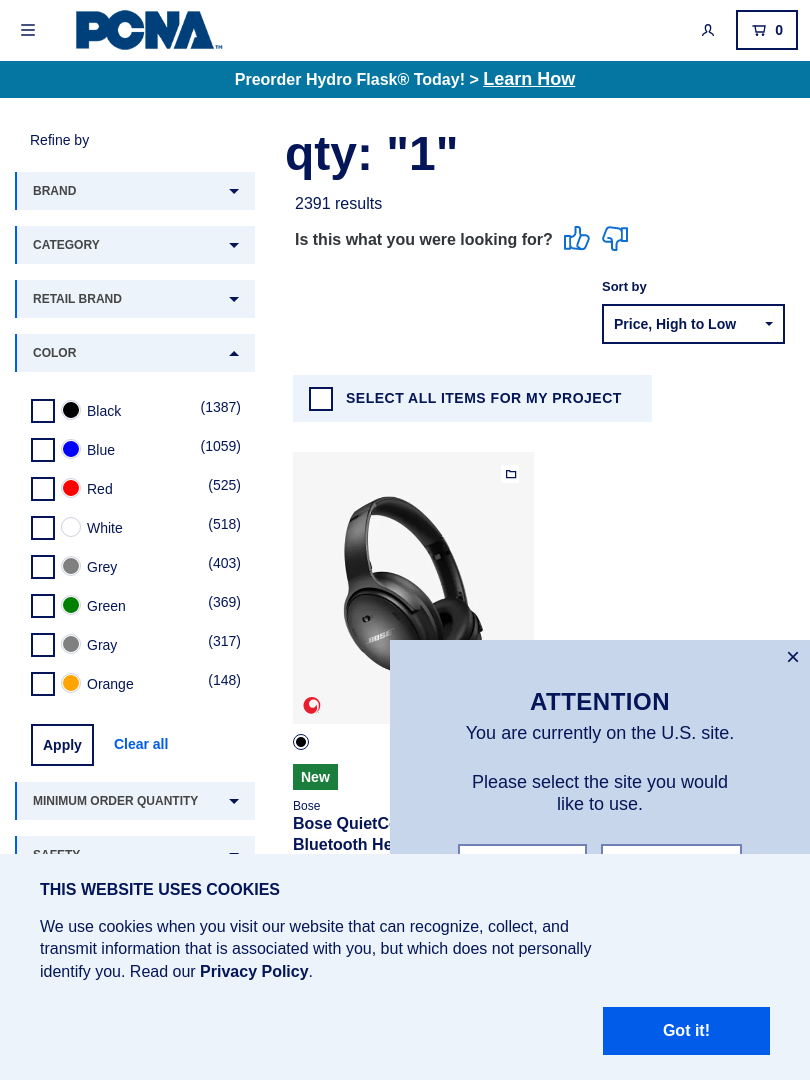 PCNA™
0
Preorder Hydro Flask® Today! > Learn How
Refine by
qty: "1"
2391 results
Is this what you were looking for?
Sort by
Price, High to Low
BRAND
CATEGORY
RETAIL BRAND
COLOR
Black (1387)
Blue (1059)
Red (525)
White (518)
Grey (403)
Green (369)
Gray (317)
Orange (148)
Apply Clear all
MINIMUM ORDER QUANTITY
SELECT ALL ITEMS FOR MY PROJECT
BOSE
New
Bose
Bose
Bluetooth
ATTENTION
You are currently on the U.S. site.
Please select the site you would
like to use.
THIS WEBSITE USES COOKIES
We use cookies when you visit our website that can recognize, collect, and
transmit information that is associated with you, but which does not personally
identify you. Read our Privacy Policy.
Got it!